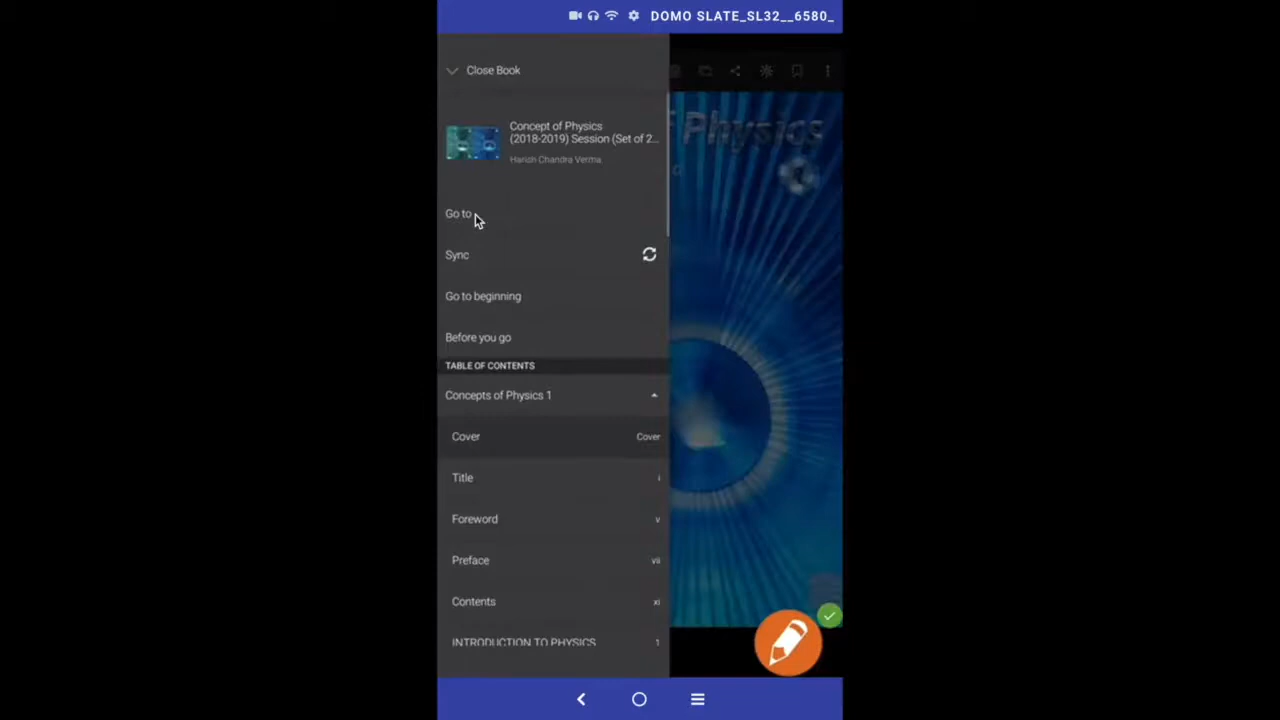 DOMO SLATE_SL32__6580_
Close Book
Concept of Physics
(2018-2019) Session (Set of 2...
Harish Chandra Verma
f Physics
Go to
Sync
Go to beginning
Before you go
TABLE OF CONTENTS
Concepts of Physics 1
Cover Cover
Title i
Foreword v
Preface vii
Contents xi
INTRODUCTION TO PHYSICS 1